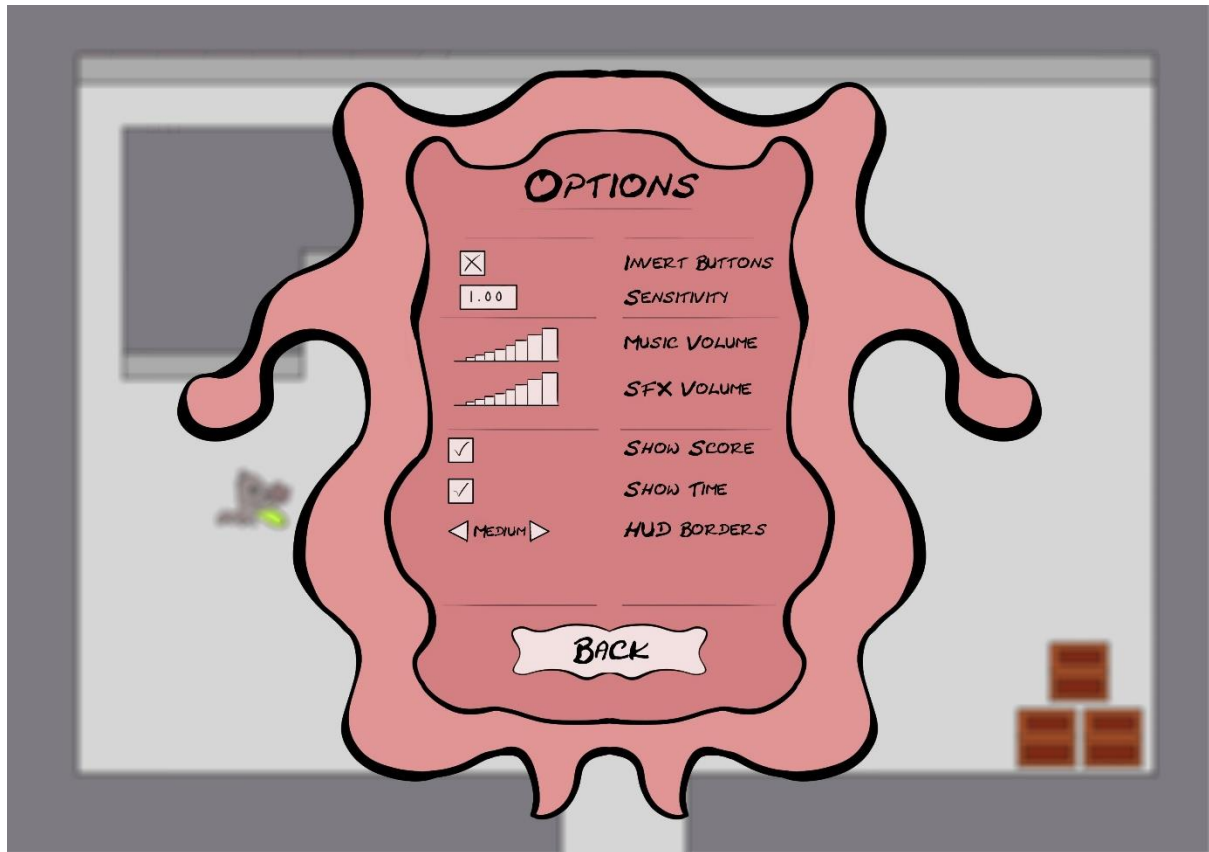 OPTIONS
INVERT BUTTONS
1.00 SENSITIVITY
MUSIC VOLUME
SFX VOLUME
SHOW SCORE
SHOW TIME
MEDIUM HUD BORDERS
BACK